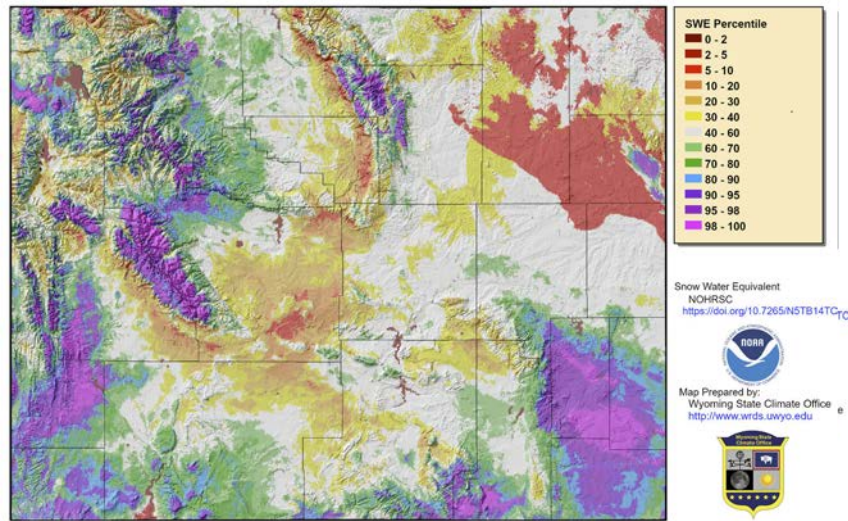 SWE Percentile
0 - 2
2 - 5
5 - 10
10 - 20
20 - 30
30 - 40
40 - 60
60 - 70
70 - 80
80 - 90
90 - 95
95 - 98
98 - 100
Snow Water Equivalent
NOHRSC
https://doi.org/10.7265/N5TB14TC
TC
NOAA
Map Prepared by:
Wyoming State Climate Office
e
http://www.wrds.uwyo.edu
Wyoming State
Climate Office